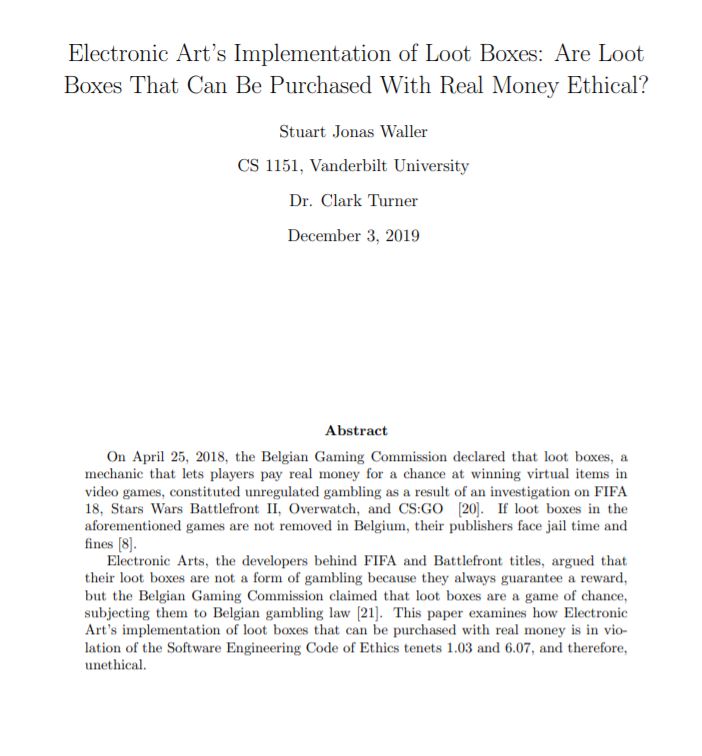 Electronic Art's Implementation of Loot Boxes: Are Loot
Boxes That Can Be Purchased With Real Money Ethical?
Stuart Jonas Waller
CS 1151, Vanderbilt University
Dr. Clark Turner
December 3, 2019
Abstract
On April 25, 2018, the Belgian Gaming Commission declared that loot boxes, a
mechanic that lets players pay real money for a chance at winning virtual items in
video games, constituted unregulated gambling as a result of an investigation on FIFA
18, Stars Wars Battlefront II, Overwatch, and CS:GO [20]. If loot boxes in the
aforementioned games are not removed in Belgium, their publishers face jail time and
fines [8].
Electronic Arts, the developers behind FIFA and Battlefront titles, argued that
their loot boxes are not a form of gambling because they always guarantee a reward,
but the Belgian Gaming Commission claimed that loot boxes are a game of chance,
subjecting them to Belgian gambling law [21]. This paper examines how Electronic
Art's implementation of loot boxes that can be purchased with real money is in vio-
lation of the Software Engineering Code of Ethics tenets 1.03 and 6.07, and therefore,
unethical.